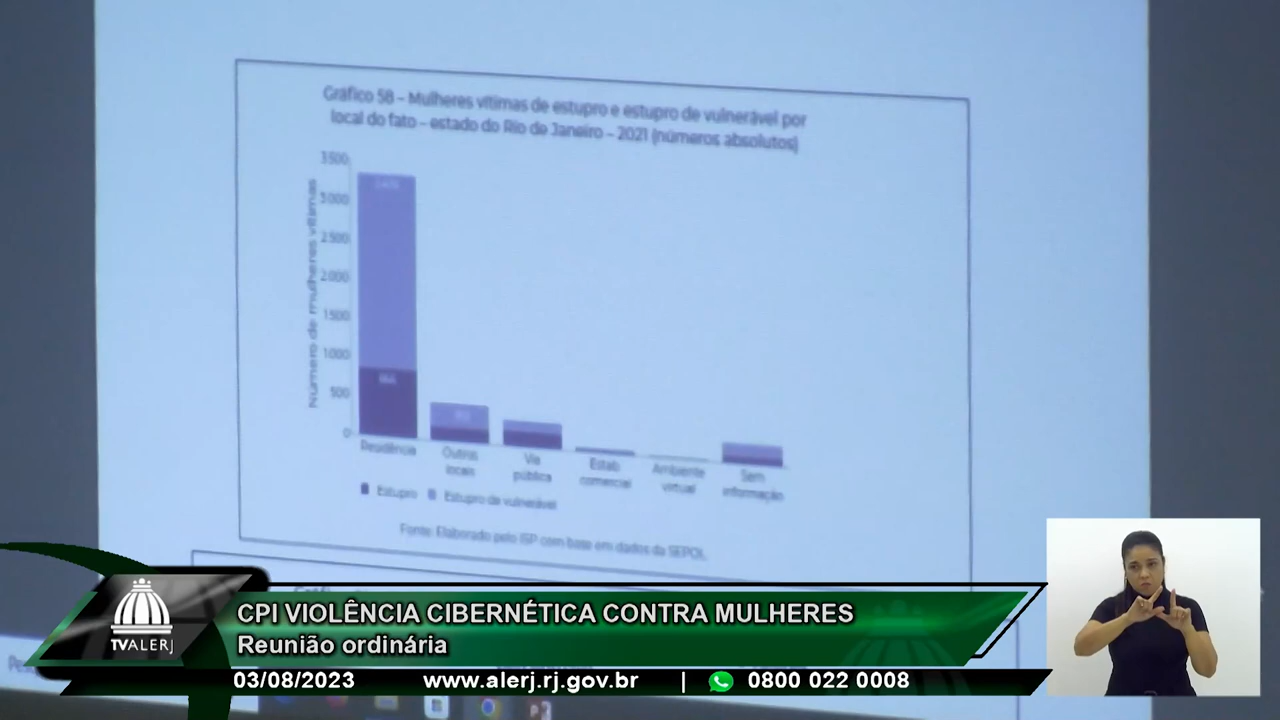 Gráfico 58 – Mulheres vítimas de estupro e estupro de vulnerável por
local do fato – estado do Rio de Janeiro – 2021 (números absolutos)
Número de mulheres vítimas
3500
3000
2500
2000
1500
1000
500
0
Residência
Outros
locais
Via
pública
Estab.
comercial
Ambiente
virtual
Sem
informação
Estupro
Estupro de vulnerável
Fonte: Elaborado pelo ISP com base em dados da SEPOL.
TVALERJ
CPI VIOLÊNCIA CIBERNÉTICA CONTRA MULHERES
Reunião ordinária
03/08/2023 www.alerj.rj.gov.br | 0800 022 0008